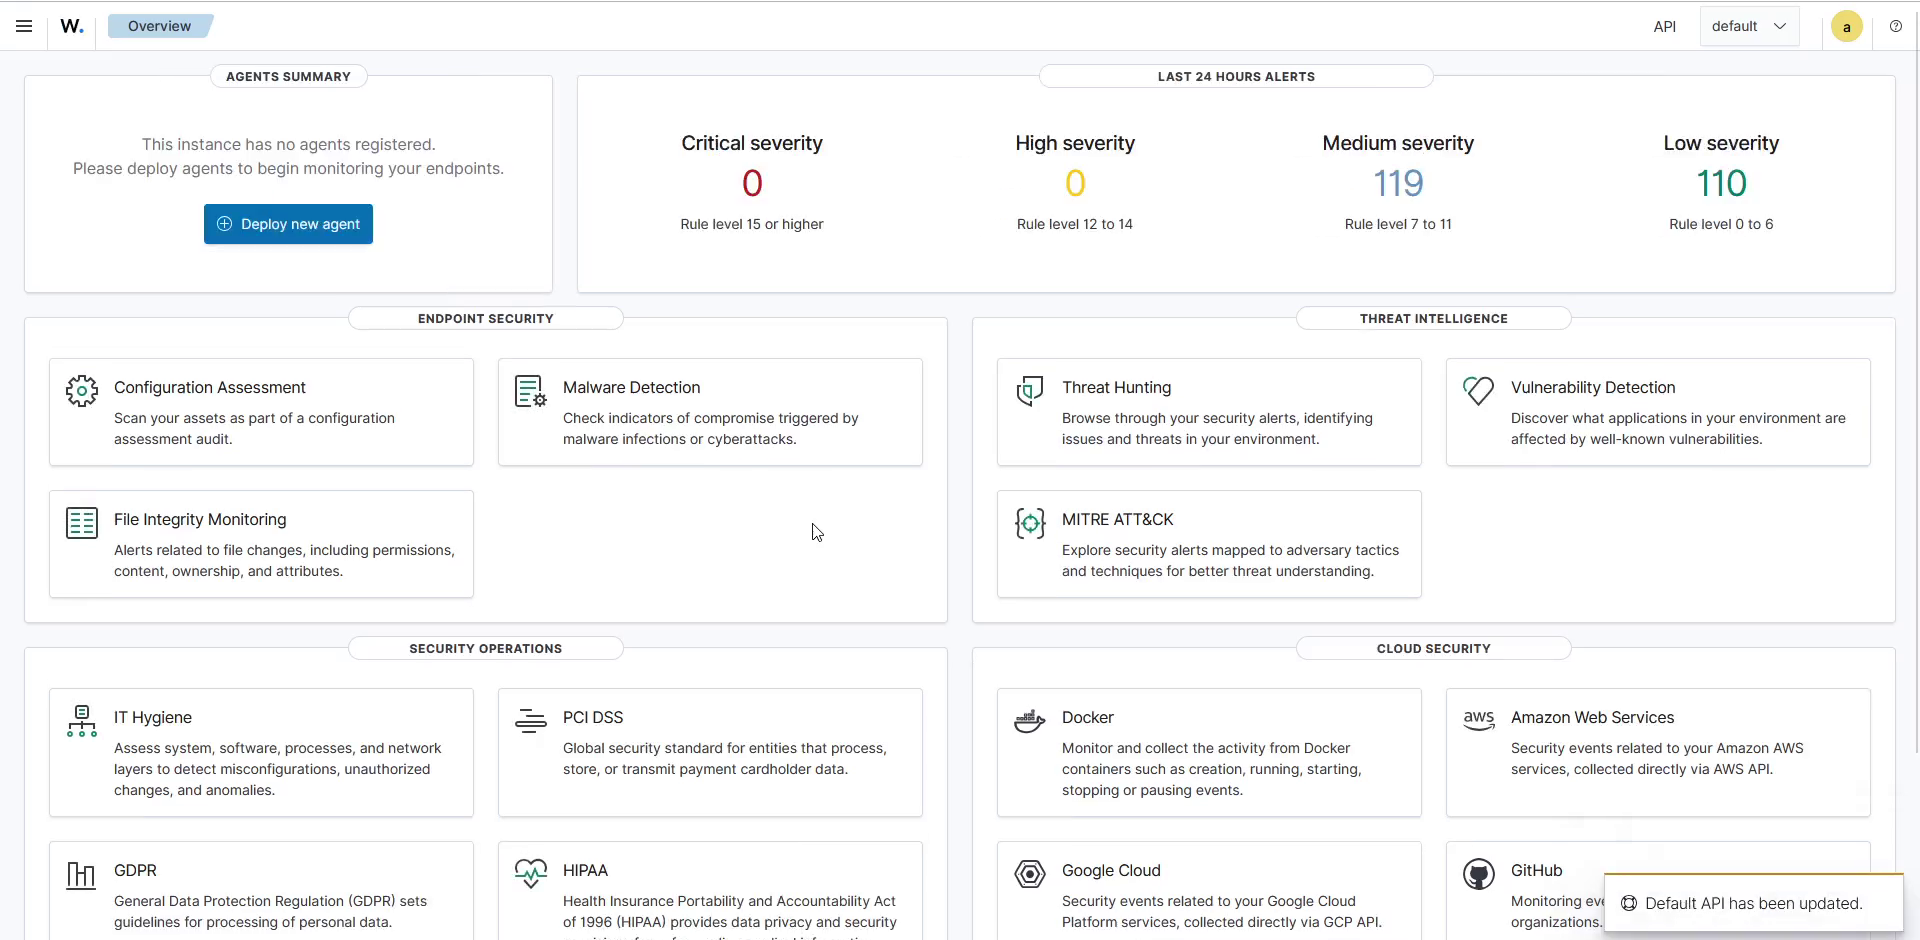 W.
Overview
API
default
a
AGENTS SUMMARY
This instance has no agents registered.
Please deploy agents to begin monitoring your endpoints.
Deploy new agent
LAST 24 HOURS ALERTS
Critical severity
0
Rule level 15 or higher
High severity
0
Rule level 12 to 14
Medium severity
119
Rule level 7 to 11
Low severity
110
Rule level 0 to 6
ENDPOINT SECURITY
Configuration Assessment
Scan your assets as part of a configuration
assessment audit.
Malware Detection
Check indicators of compromise triggered by
malware infections or cyberattacks.
File Integrity Monitoring
Alerts related to file changes, including permissions,
content, ownership, and attributes.
THREAT INTELLIGENCE
Threat Hunting
Browse through your security alerts, identifying
issues and threats in your environment.
Vulnerability Detection
Discover what applications in your environment are
affected by well-known vulnerabilities.
MITRE ATT&CK
Explore security alerts mapped to adversary tactics
and techniques for better threat understanding.
SECURITY OPERATIONS
IT Hygiene
Assess system, software, processes, and network
layers to detect misconfigurations, unauthorized
changes, and anomalies.
PCI DSS
Global security standard for entities that process,
store, or transmit payment cardholder data.
GDPR
General Data Protection Regulation (GDPR) sets
guidelines for processing of personal data.
HIPAA
Health Insurance Portability and Accountability Act
of 1996 (HIPAA) provides data privacy and security
CLOUD SECURITY
Docker
Monitor and collect the activity from Docker
containers such as creation, running, starting,
stopping or pausing events.
aws
Amazon Web Services
Security events related to your Amazon AWS
services, collected directly via AWS API.
Google Cloud
Security events related to your Google Cloud
Platform services, collected directly via GCP API.
GitHub
Monitoring
organizations.
Default API has been updated.